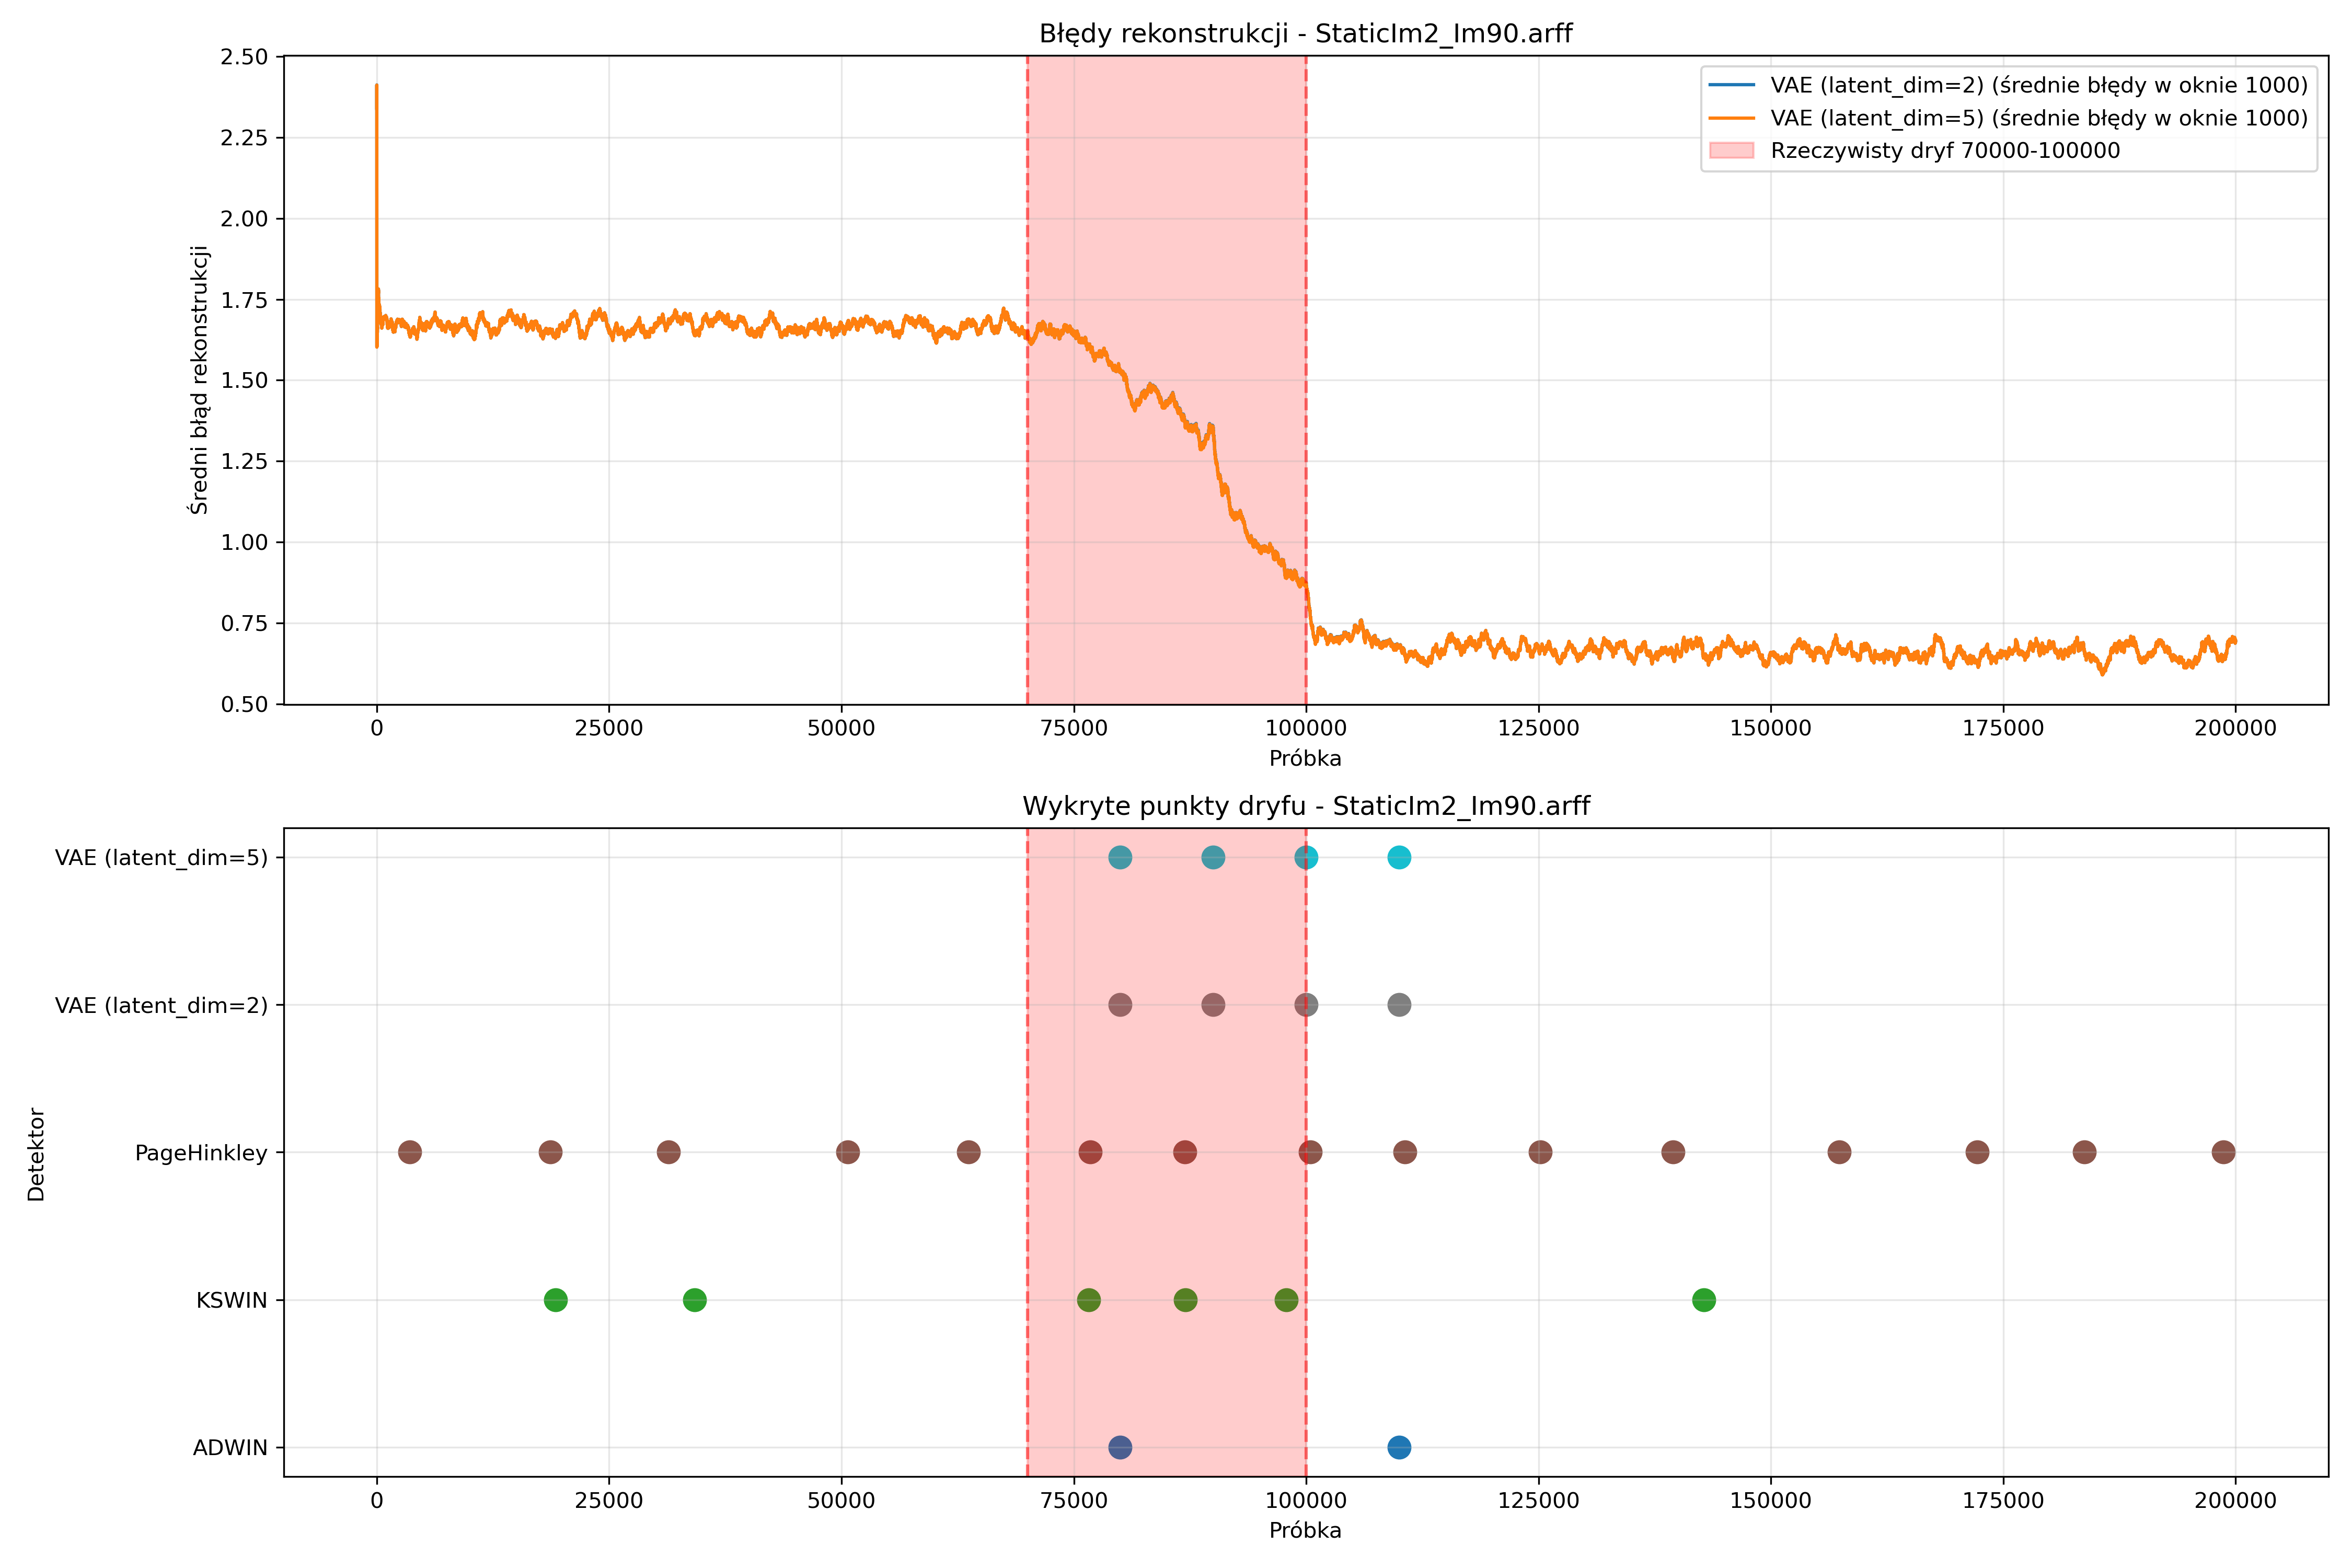 Błędy rekonstrukcji - StaticIm2_Im90.arff
2.50
2.25
2.00
1.75
1.50
1.25
1.00
0.75
0.50
Średni błąd rekonstrukcji
VAE (latent_dim=2) (średnie błędy w oknie 1000)
VAE (latent_dim=5) (średnie błędy w oknie 1000)
Rzeczywisty dryf 70000-100000
0 25000 50000 75000 100000 125000 150000 175000 200000
Próbka
Wykryte punkty dryfu - StaticIm2_Im90.arff
VAE (latent_dim=5)
VAE (latent_dim=2)
PageHinkley
KSWIN
ADWIN
Detektor
0 25000 50000 75000 100000 125000 150000 175000 200000
Próbka